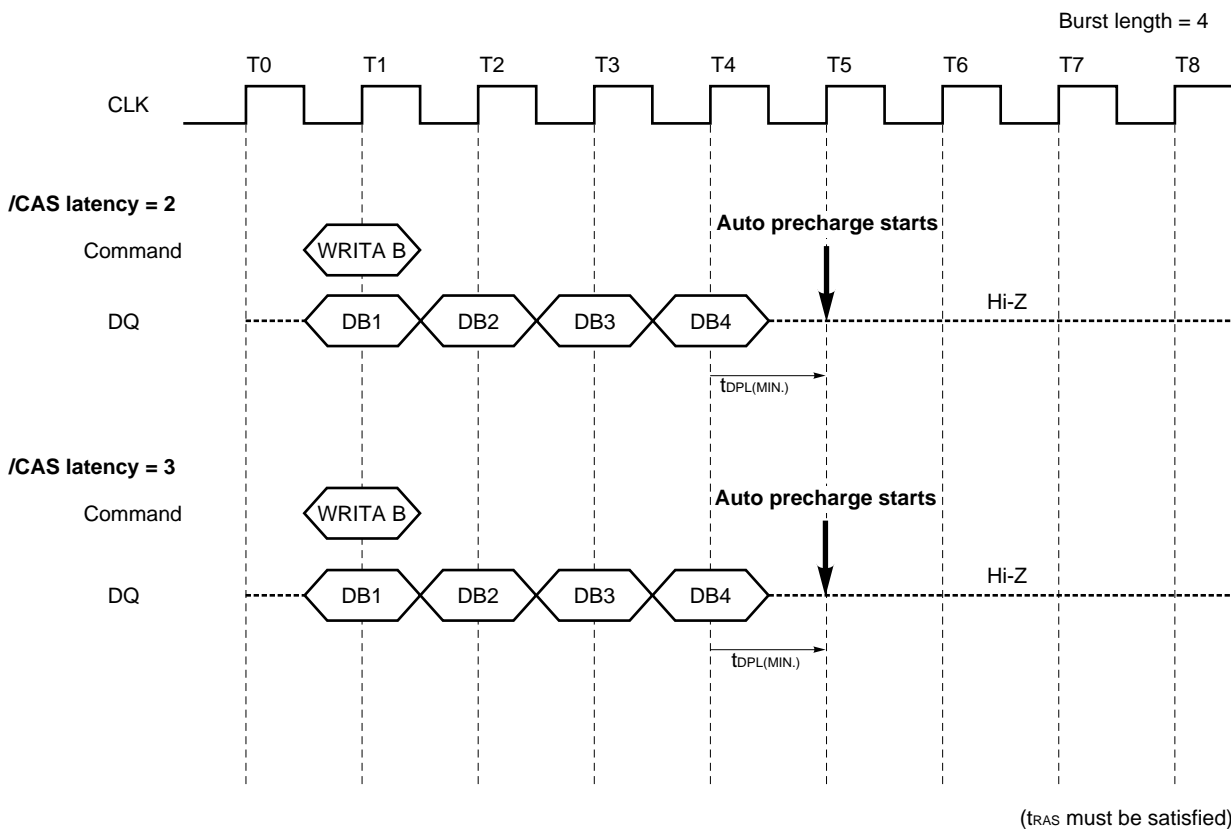 Burst length = 4
T0 T1 T2 T3 T4 T5 T6 T7 T8
CLK
/CAS latency = 2
Auto precharge starts
Command WRITA B
DQ DB1 DB2 DB3 DB4 Hi-Z
tDPL(MIN.)
/CAS latency = 3
Auto precharge starts
Command WRITA B
DQ DB1 DB2 DB3 DB4 Hi-Z
tDPL(MIN.)
(tRAS must be satisfied)